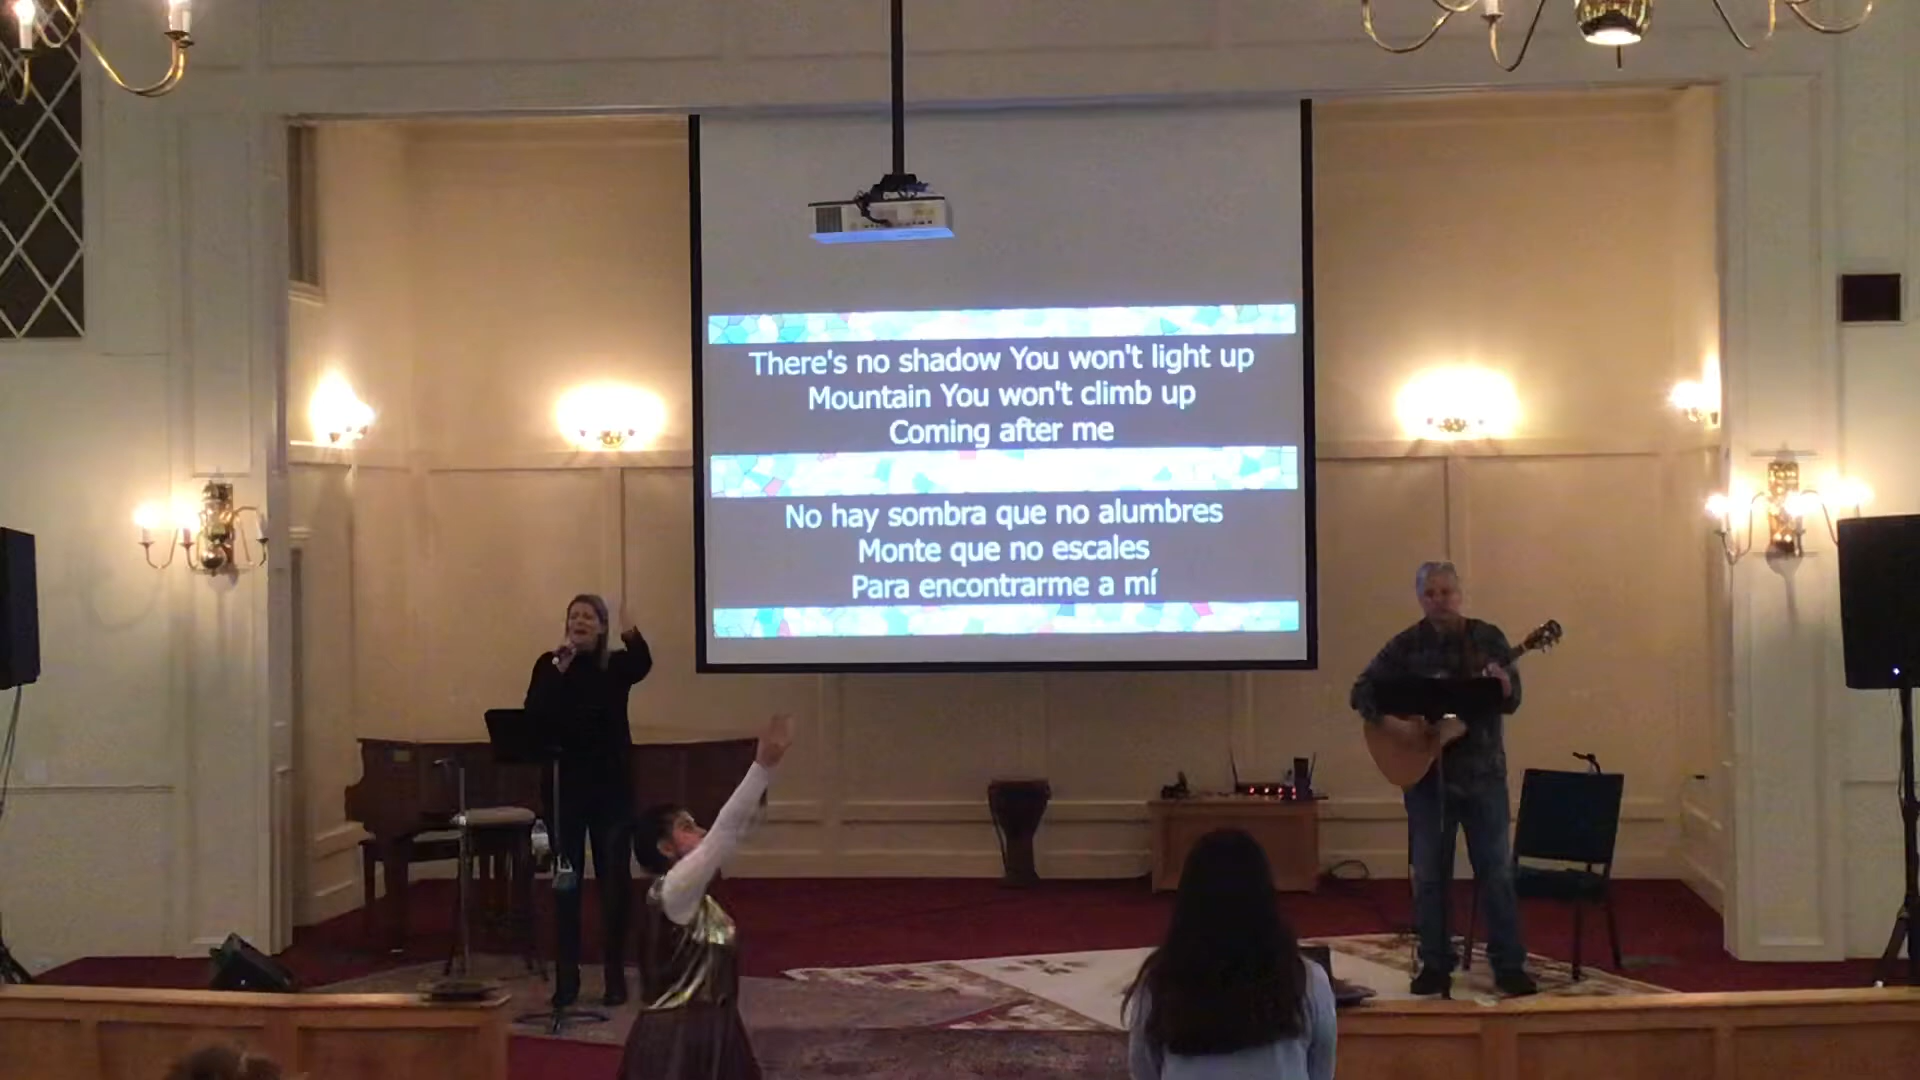 There's no shadow You won't light up
Mountain You won't climb up
Coming after me
No hay sombra que no alumbres
Monte que no escales
Para encontrarme a mí